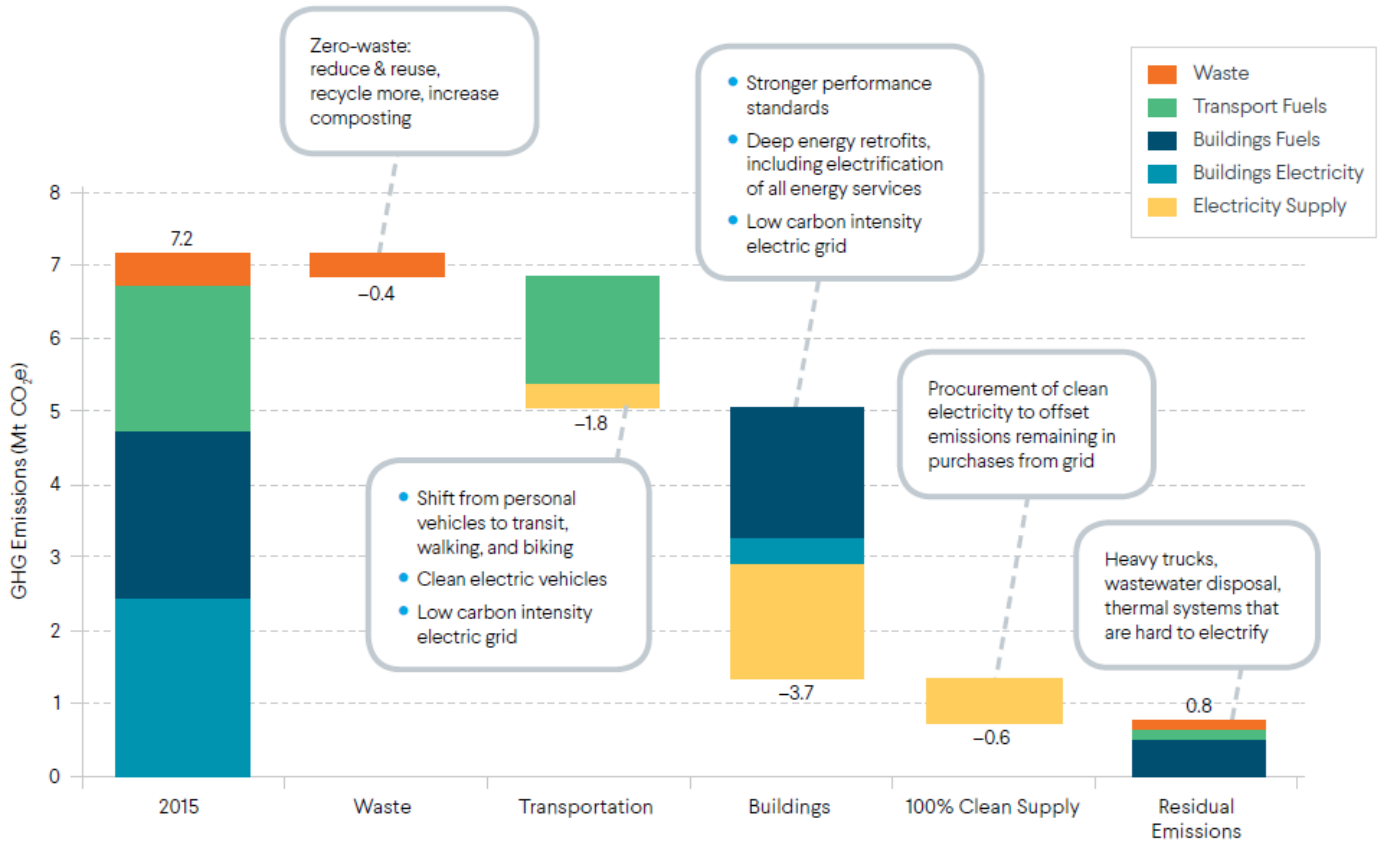 Zero-waste:
reduce & reuse,
recycle more, increase
composting
Stronger performance
standards
Deep energy retrofits,
including electrification
of all energy services
Low carbon intensity
electric grid
Waste
Transport Fuels
Buildings Fuels
Buildings Electricity
Electricity Supply
GHG Emissions (Mt CO₂e)
8
7
6
5
4
3
2
1
0
7.2
−0.4
−1.8
−3.7
−0.6
0.8
Shift from personal
vehicles to transit,
walking, and biking
Clean electric vehicles
Low carbon intensity
electric grid
Procurement of clean
electricity to offset
emissions remaining in
purchases from grid
Heavy trucks,
wastewater disposal,
thermal systems that
are hard to electrify
2015
Waste
Transportation
Buildings
100% Clean Supply
Residual
Emissions